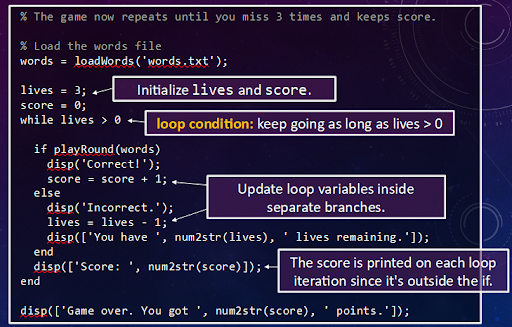 % The game now repeats until you miss 3 times and keeps score.
% Load the words file
words = loadWords('words.txt');
lives = 3;
Initialize lives and score.
score = 0;
while lives > 0
loop condition: keep going as long as lives > 0
if playRound(words)
disp('Correct!');
score = score + 1;
else
Update loop variables inside
separate branches.
disp('Incorrect.');
lives = lives - 1;
disp(['You have ', num2str(lives), ' lives remaining.']);
end
disp(['Score: ', num2str(score)]);
The score is printed on each loop
iteration since it's outside the if.
end
disp(['Game over. You got ', num2str(score), ' points.']);